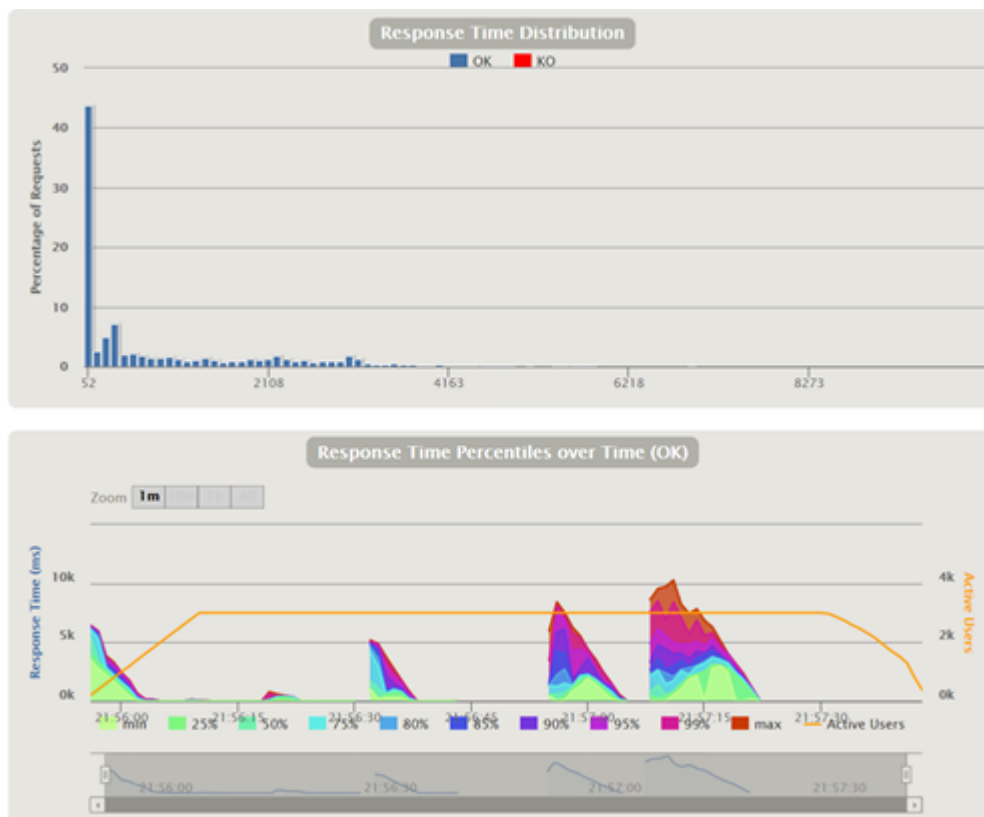 Response Time Distribution
OK KO
Percentage of Requests
50
40
30
20
10
0
52 2108 4163 6218 8273
Response Time Percentiles over Time (OK)
Zoom 1m 10m 1h All
Response Time (ms)
Active Users
10k 4k
5k 2k
0k 0k
21:56:00 21:56:15 21:56:30 21:56:45 21:57:00 21:57:15 21:57:30
min 25% 50% 75% 80% 85% 90% 95% 99% max Active Users
21:56:00 21:56:30 21:57:00 21:57:30